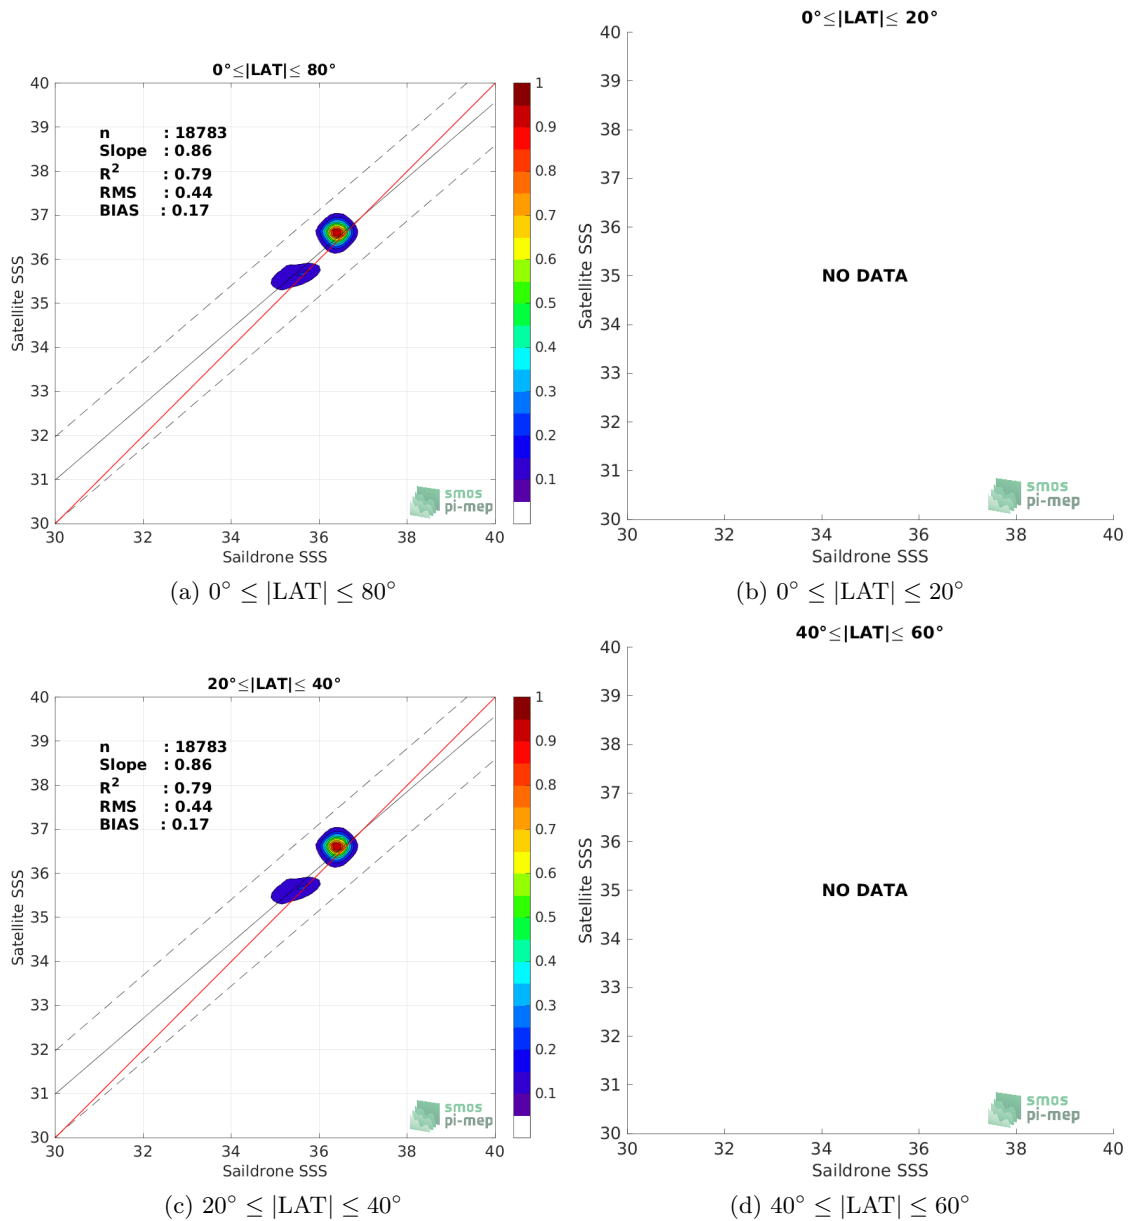 0°≤|LAT|≤ 80°
40
39
38
37
36
35
34
33
32
31
30
30 32 34 36 38 40
Satellite SSS
Saildrone SSS
n : 18783
Slope : 0.86
R² : 0.79
RMS : 0.44
BIAS : 0.17
1
0.9
0.8
0.7
0.6
0.5
0.4
0.3
0.2
0.1
smos
pi-mep
(a) 0° ≤ |LAT| ≤ 80°
0°≤|LAT|≤ 20°
40
39
38
37
36
35
34
33
32
31
30
30 32 34 36 38 40
Satellite SSS
Saildrone SSS
NO DATA
smos
pi-mep
(b) 0° ≤ |LAT| ≤ 20°
20°≤|LAT|≤ 40°
40
39
38
37
36
35
34
33
32
31
30
30 32 34 36 38 40
Satellite SSS
Saildrone SSS
n : 18783
Slope : 0.86
R² : 0.79
RMS : 0.44
BIAS : 0.17
1
0.9
0.8
0.7
0.6
0.5
0.4
0.3
0.2
0.1
smos
pi-mep
(c) 20° ≤ |LAT| ≤ 40°
40°≤|LAT|≤ 60°
40
39
38
37
36
35
34
33
32
31
30
30 32 34 36 38 40
Satellite SSS
Saildrone SSS
NO DATA
smos
pi-mep
(d) 40° ≤ |LAT| ≤ 60°